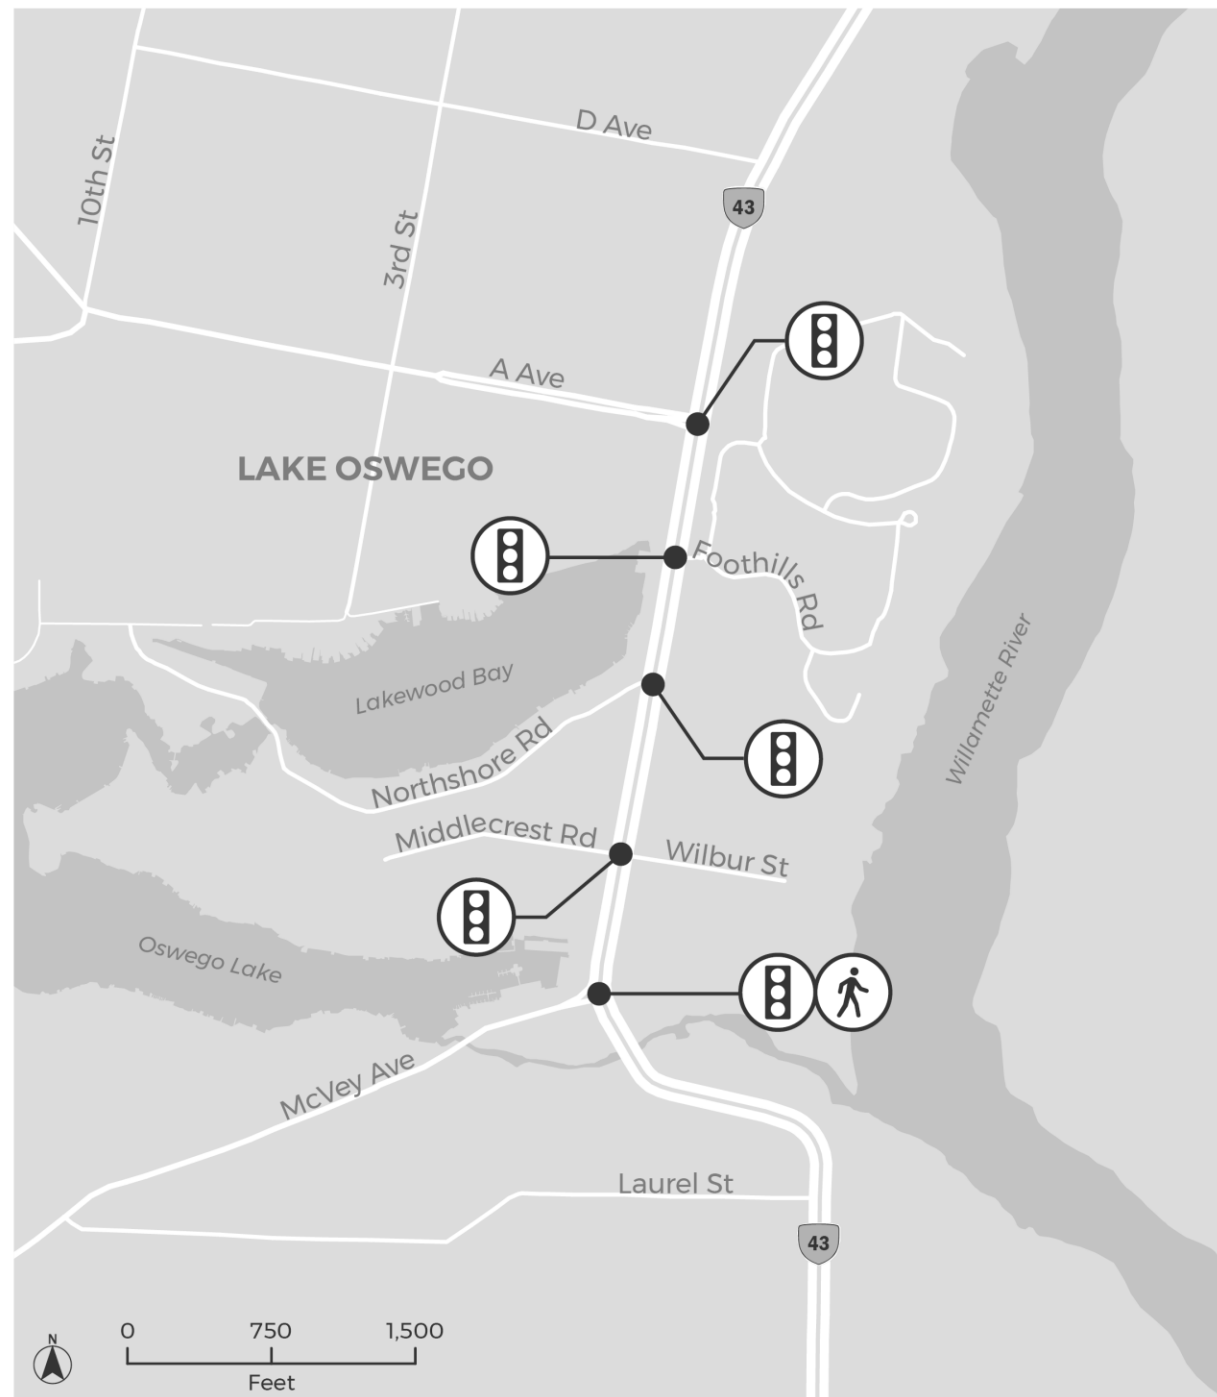 D Ave
10th St
43
3rd St
A Ave
LAKE OSWEGO
Foothills Rd
Willamette River
Lakewood Bay
Northshore Rd
Middlecrest Rd
Wilbur St
Oswego Lake
McVey Ave
Laurel St
43
N
0 750 1,500
Feet